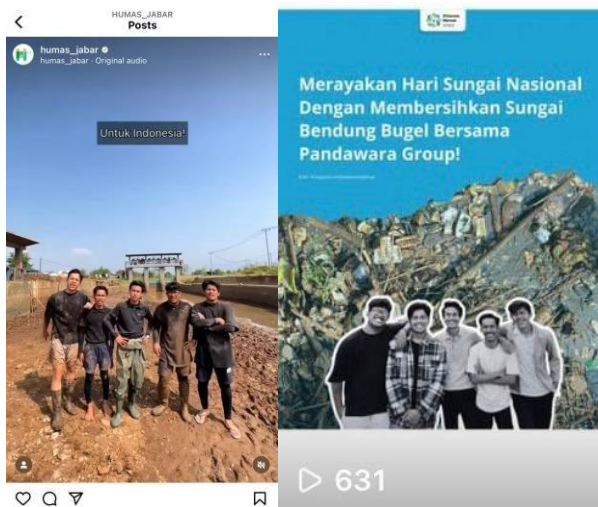 HUMAS_JABAR
Posts
humas_jabar
humas_jabar · Original audio
Untuk Indonesia!
Merayakan Hari Sungai Nasional
Dengan Membersihkan Sungai
Bendung Bugel Bersama
Pandawara Group!
631